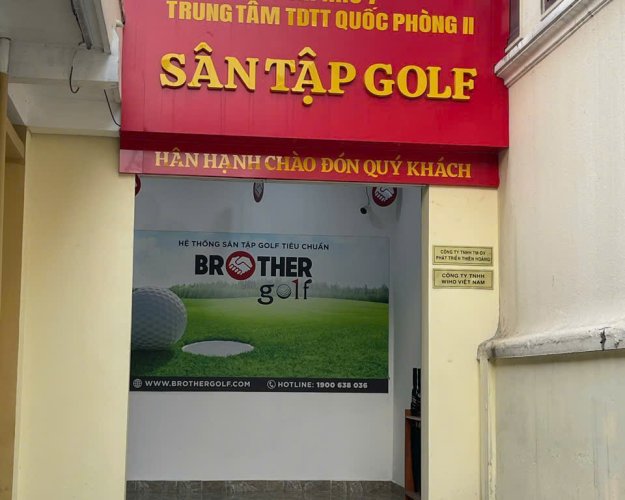 TRUNG TÂM TDTT QUỐC PHÒNG II
SÂN TẬP GOLF
HÂN HẠNH CHÀO ĐÓN QUÝ KHÁCH
HỆ THỐNG SÂN TẬP GOLF TIÊU CHUẨN
BROTHER
golf
WWW.BROTHERGOLF.COM
HOTLINE: 1900 638 036
CÔNG TY TNHH TM-DV
PHÁT TRIỂN THIÊN HOÀNG
CÔNG TY TNHH
WIHO VIỆT NAM